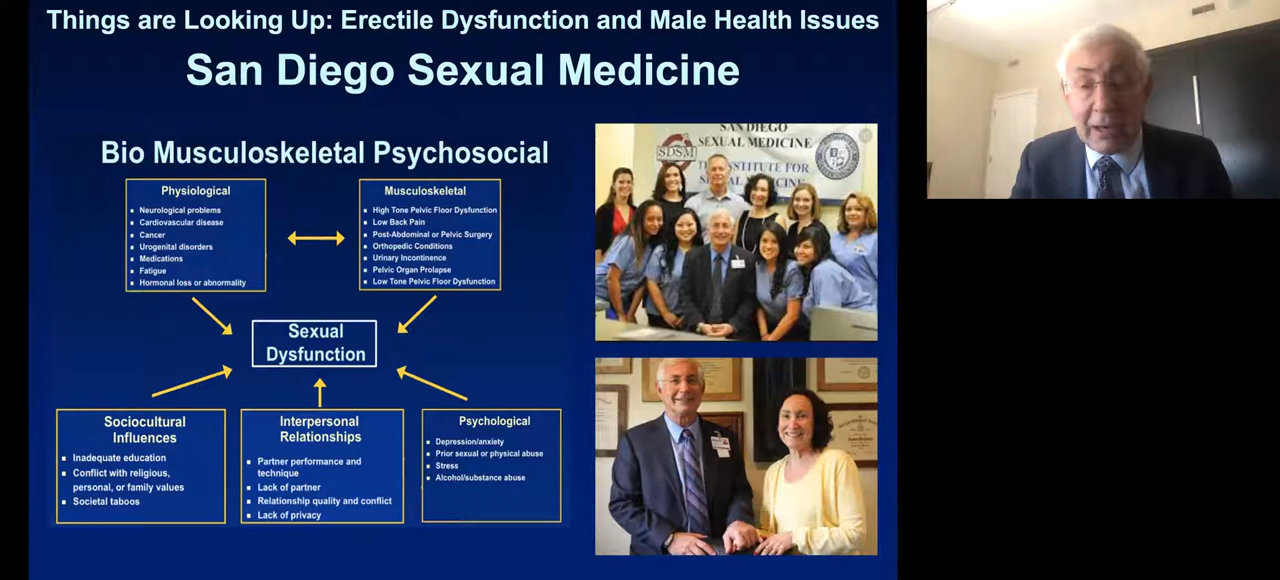 Things are Looking Up: Erectile Dysfunction and Male Health Issues
San Diego Sexual Medicine
Bio Musculoskeletal Psychosocial
Physiological
Neurological problems
Cardiovascular disease
Cancer
Urogenital disorders
Medications
Fatigue
Hormonal loss or abnormality
Musculoskeletal
High Tone Pelvic Floor Dysfunction
Low Back Pain
Post-Abdominal or Pelvic Surgery
Orthopedic Conditions
Urinary Incontinence
Pelvic Organ Prolapse
Low Tone Pelvic Floor Dysfunction
Sexual
Dysfunction
Sociocultural
Influences
Inadequate education
Conflict with religious,
personal, or family values
Societal taboos
Interpersonal
Relationships
Partner performance and
technique
Lack of partner
Relationship quality and conflict
Lack of privacy
Psychological
Depression/anxiety
Prior sexual or physical abuse
Stress
Alcohol/substance abuse
SAN DIEGO
SEXUAL MEDICINE
SDSM
INSTITUTE FOR
SEXUAL MEDICINE